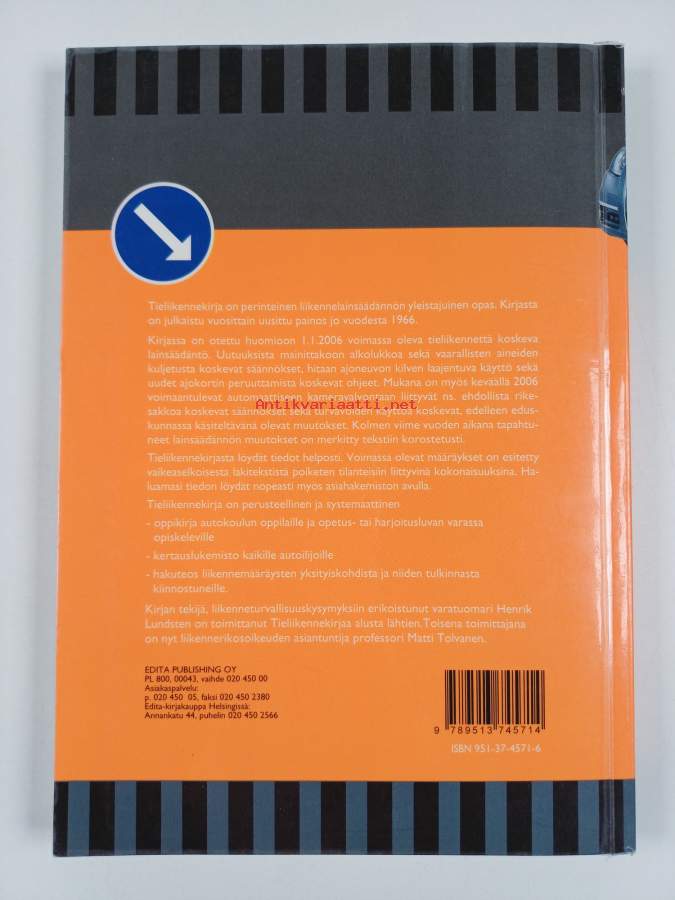 Tieliikennekirja on perinteinen liikennelainsäädännön yleistajuinen opas. Kirjasta
on julkaistu vuosittain uusittu painos jo vuodesta 1966.
Kirjassa on otettu huomioon 1.1.2006 voimassa oleva tieliikennettä koskeva
lainsäädäntö. Uutuuksista mainittakoon alkolukkoa sekä vaarallisten aineiden
kuljetusta koskevat säännökset, hitaan ajoneuvon kilven laajentuva käyttö sekä
uudet ajokortin peruuttamista koskevat ohjeet. Mukana on myös keväällä 2006
voimaantulevat automaattiseen kameravalvontaan liittyvät ns. ehdollista rike-
Antikvariaatti.net
sakkoa koskevat säännökset sekä turvavöiden käyttöä koskevat, edelleen edus-
kunnassa käsiteltävänä olevat muutokset. Kolmen viime vuoden aikana tapahtu-
neet lainsäädännön muutokset on merkitty tekstiin korostetusti.
Tieliikennekirjasta löydät tiedot helposti. Voimassa olevat määräykset on esitetty
vaikeaselkoisesta lakitekstistä poiketen tilanteisiin liittyvinä kokonaisuuksina. Ha-
luamasi tiedon löydät nopeasti myös asiahakemiston avulla.
Tieliikennekirja on perusteellinen ja systemaattinen
- oppikirja autokoulun oppilaille ja opetus- tai harjoitusluvan varassa
opiskeleville
- kertauslukemisto kaikille autoilijoille
- hakuteos liikennemääräysten yksityiskohdista ja niiden tulkinnasta
kiinnostuneille.
Kirjan tekijä, liikenneturvallisuuskysymyksiin erikoistunut varatuomari Henrik
Lundsten on toimittanut Tieliikennekirjaa alusta lähtien. Toisena toimittajana
on nyt liikennerikosoikeuden asiantuntija professori Matti Tolvanen.
EDITA PUBLISHING OY
PL 800, 00043, vaihde 020 450 00
Asiakaspalvelu:
p. 020 450 05, faksi 020 450 2380
Edita-kirjakauppa Helsingissä:
Annankatu 44, puhelin 020 450 2566
9 789513 745714
ISBN 951-37-4571-6